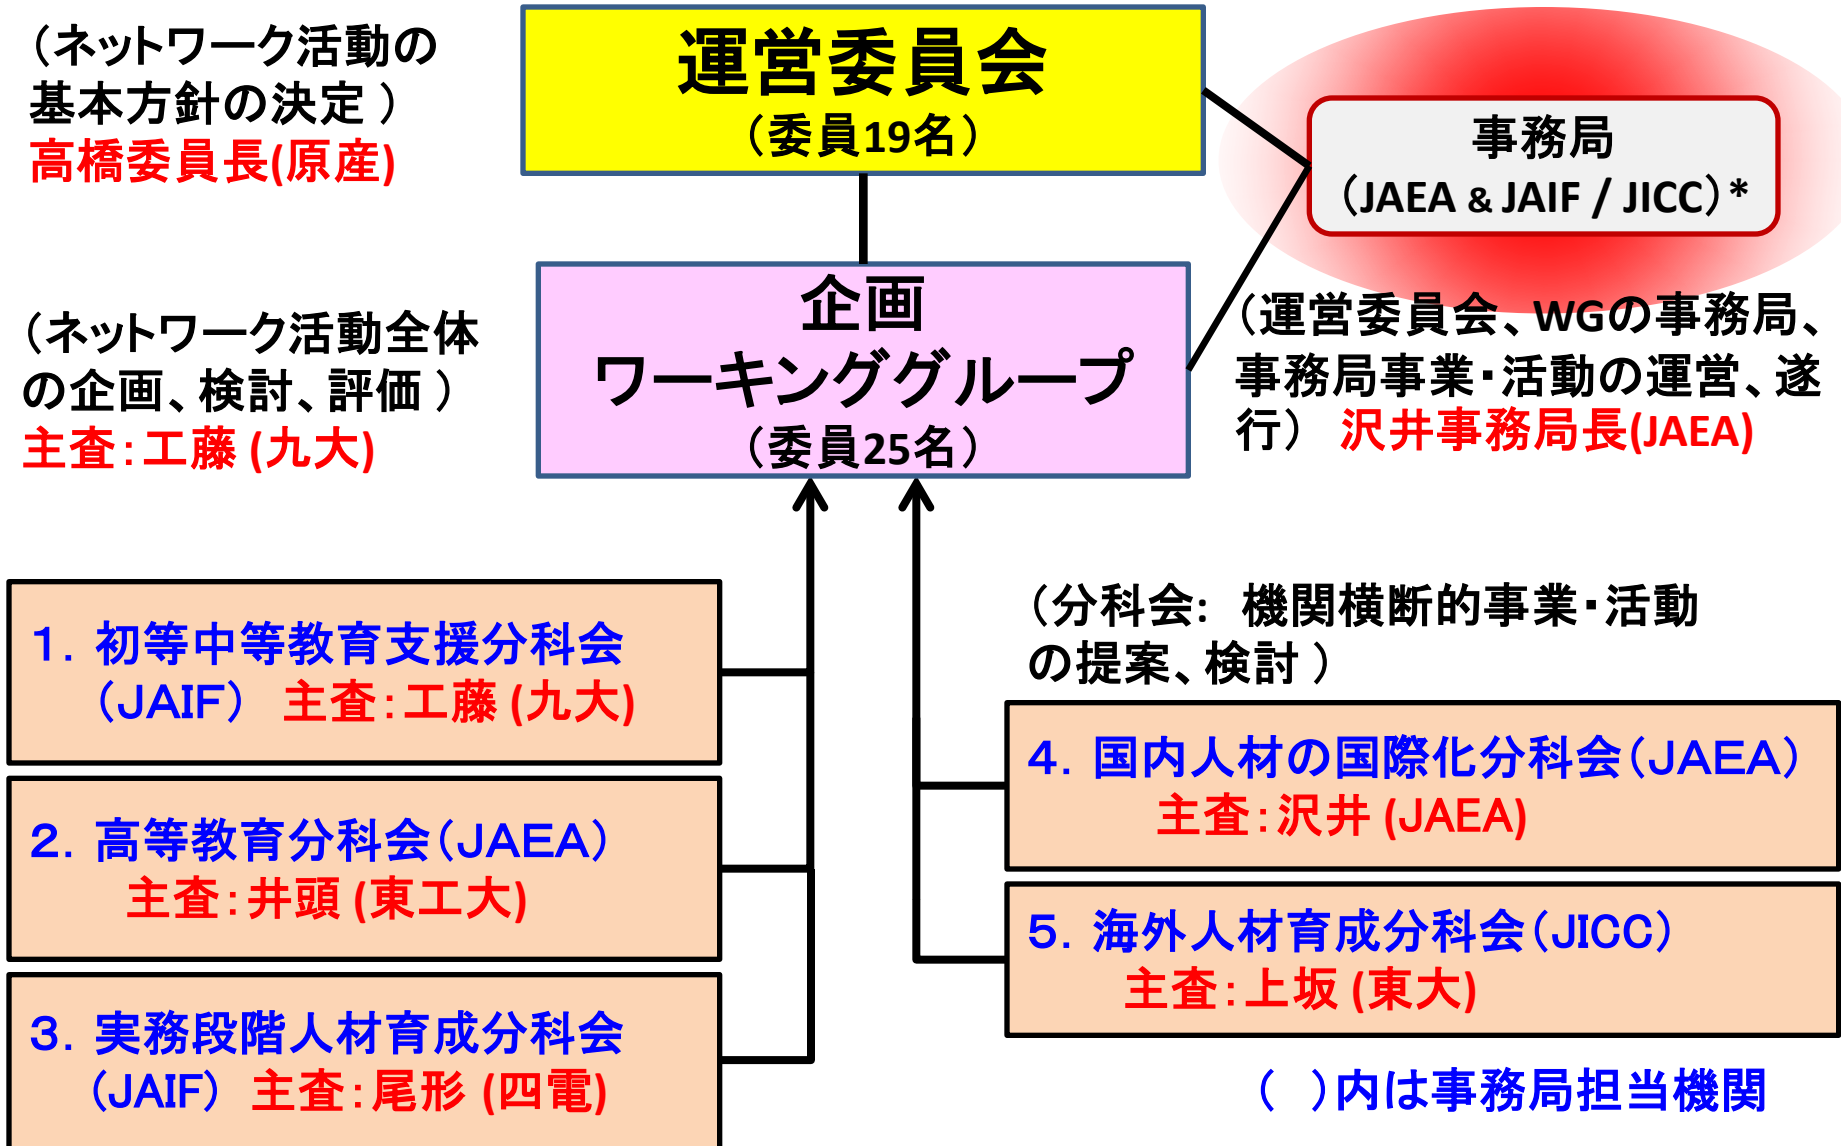 （ネットワーク活動の
基本方針の決定 ）
高橋委員長(原産)
運営委員会
（委員19名）
事務局
（JAEA & JAIF / JICC）*
（ネットワーク活動全体
の企画、検討、評価 ）
主査：工藤 (九大)
企画
ワーキンググループ
（委員25名）
（運営委員会、WGの事務局、
事務局事業・活動の運営、遂
行） 沢井事務局長(JAEA)
１．初等中等教育支援分科会
（JAIF） 主査：工藤 (九大)
２．高等教育分科会（JAEA）
主査：井頭 (東工大)
３．実務段階人材育成分科会
（JAIF） 主査：尾形 (四電)
（分科会: 機関横断的事業・活動
の提案、検討 ）
４．国内人材の国際化分科会（JAEA）
主査：沢井 (JAEA)
５．海外人材育成分科会（JICC）
主査：上坂 (東大)
（ ）内は事務局担当機関